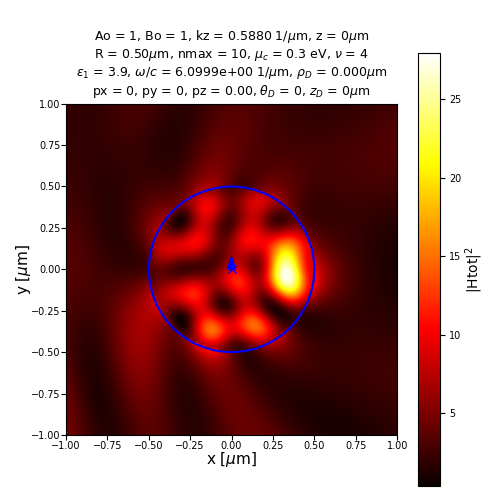 Ao = 1, Bo = 1, kz = 0.5880 1/μm, z = 0μm
R = 0.50μm, nmax = 10, μ_c = 0.3 eV, ν = 4
ε₁ = 3.9, ω/c = 6.0999e+00 1/μm, ρ_D = 0.000μm
px = 0, py = 0, pz = 0.00, θ_D = 0, z_D = 0μm
1.00
0.75
0.50
0.25
0.00
−0.25
−0.50
−0.75
−1.00
y [μm]
−1.00 −0.75 −0.50 −0.25 0.00 0.25 0.50 0.75 1.00
x [μm]
25
20
15
10
5
|Htot|²